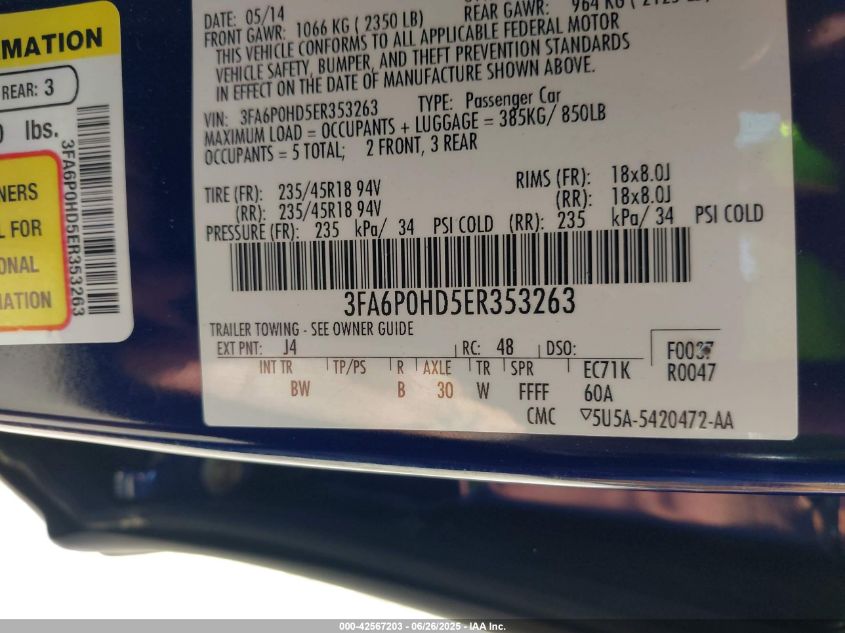 DATE: 05/14
FRONT GAWR: 1066 KG ( 2350 LB) REAR GAWR: 964 KG
THIS VEHICLE CONFORMS TO ALL APPLICABLE FEDERAL MOTOR
VEHICLE SAFETY, BUMPER, AND THEFT PREVENTION STANDARDS
IN EFFECT ON THE DATE OF MANUFACTURE SHOWN ABOVE.
VIN: 3FA6P0HD5ER353263 TYPE: Passenger Car
MAXIMUM LOAD = OCCUPANTS + LUGGAGE = 385KG/ 850LB
OCCUPANTS = 5 TOTAL; 2 FRONT, 3 REAR
TIRE (FR): 235/45R18 94V RIMS (FR): 18x8.0J
(RR): 235/45R18 94V (RR): 18x8.0J
PRESSURE (FR): 235 kPa/ 34 PSI COLD (RR): 235 kPa/ 34 PSI COLD
3FA6P0HD5ER353263
TRAILER TOWING - SEE OWNER GUIDE
EXT PNT: J4 RC: 48 DSO: F0037
INT TR TP/PS R AXLE TR SPR EC71K R0047
BW B 30 W FFFF 60A
CMC ▽5U5A-5420472-AA
MATION
REAR: 3
lbs.
3FA6P0HD5ER353263
NERS
L FOR
ONAL
MATION
000-42567203 - 06/26/2025 - IAA, Inc.